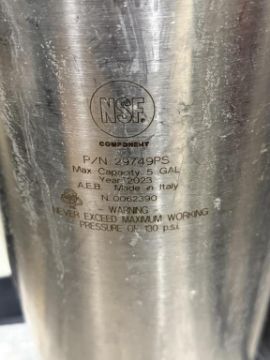 NSF
COMPONENT
P/N 29749PS
Max Capacity 5 GAL
Year 2023
A.E.B. Made in Italy
N 0062390
- WARNING -
NEVER EXCEED MAXIMUM WORKING
PRESSURE OF 130 p.s.i.